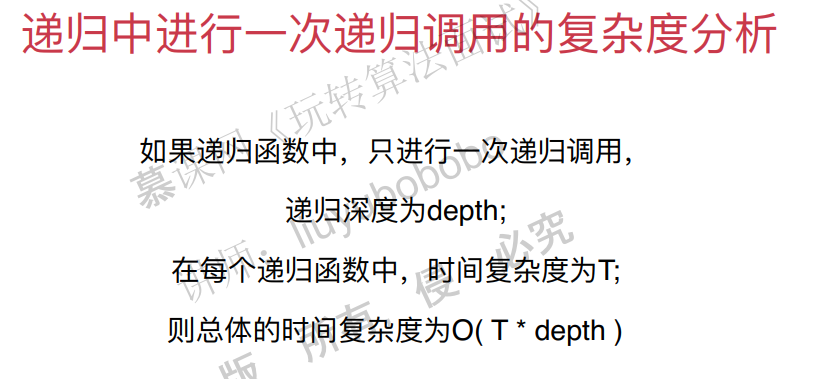 递归中进行一次递归调用的复杂度分析
慕课网《玩转算法面试》
如果递归函数中，只进行一次递归调用，
讲师：liuyubobobo
递归深度为depth;
在每个递归函数中，时间复杂度为T;
则总体的时间复杂度为O( T * depth )
版 所有，侵 必究